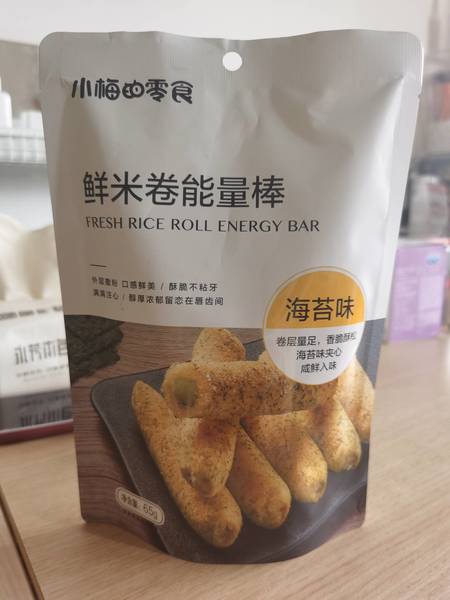 小梅的零食
鲜米卷能量棒
FRESH RICE ROLL ENERGY BAR
外层撒粉 口感鲜美 / 酥脆不粘牙
满满注心 / 醇厚浓郁留恋在唇齿间
海苔味
卷层量足，香脆酥松
海苔味夹心
咸鲜入味
净含量：65g